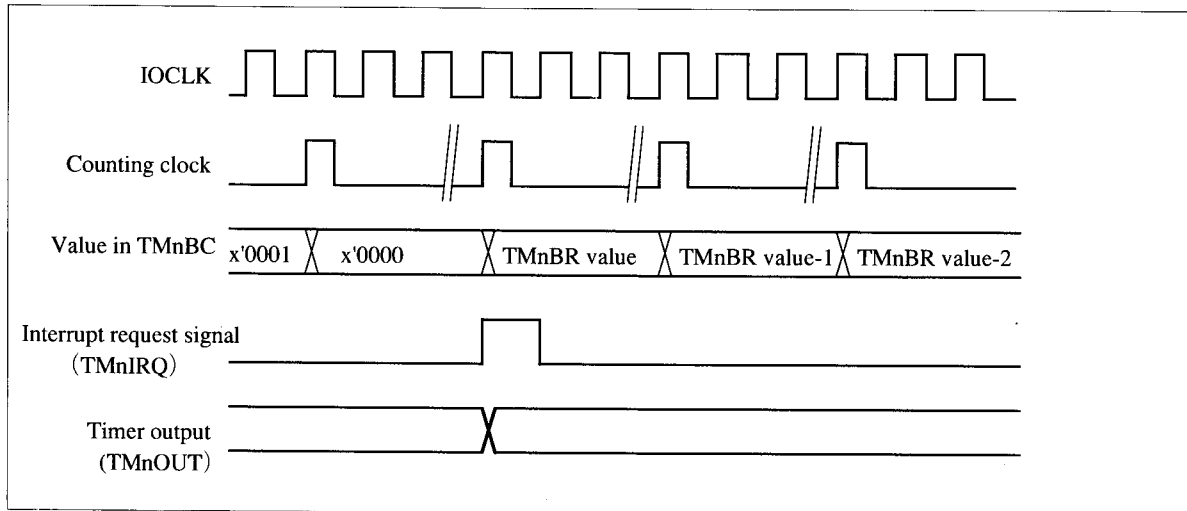 IOCLK
Counting clock
Value in TMnBC
x'0001
x'0000
TMnBR value
TMnBR value-1
TMnBR value-2
Interrupt request signal
(TMnIRQ)
Timer output
(TMnOUT)